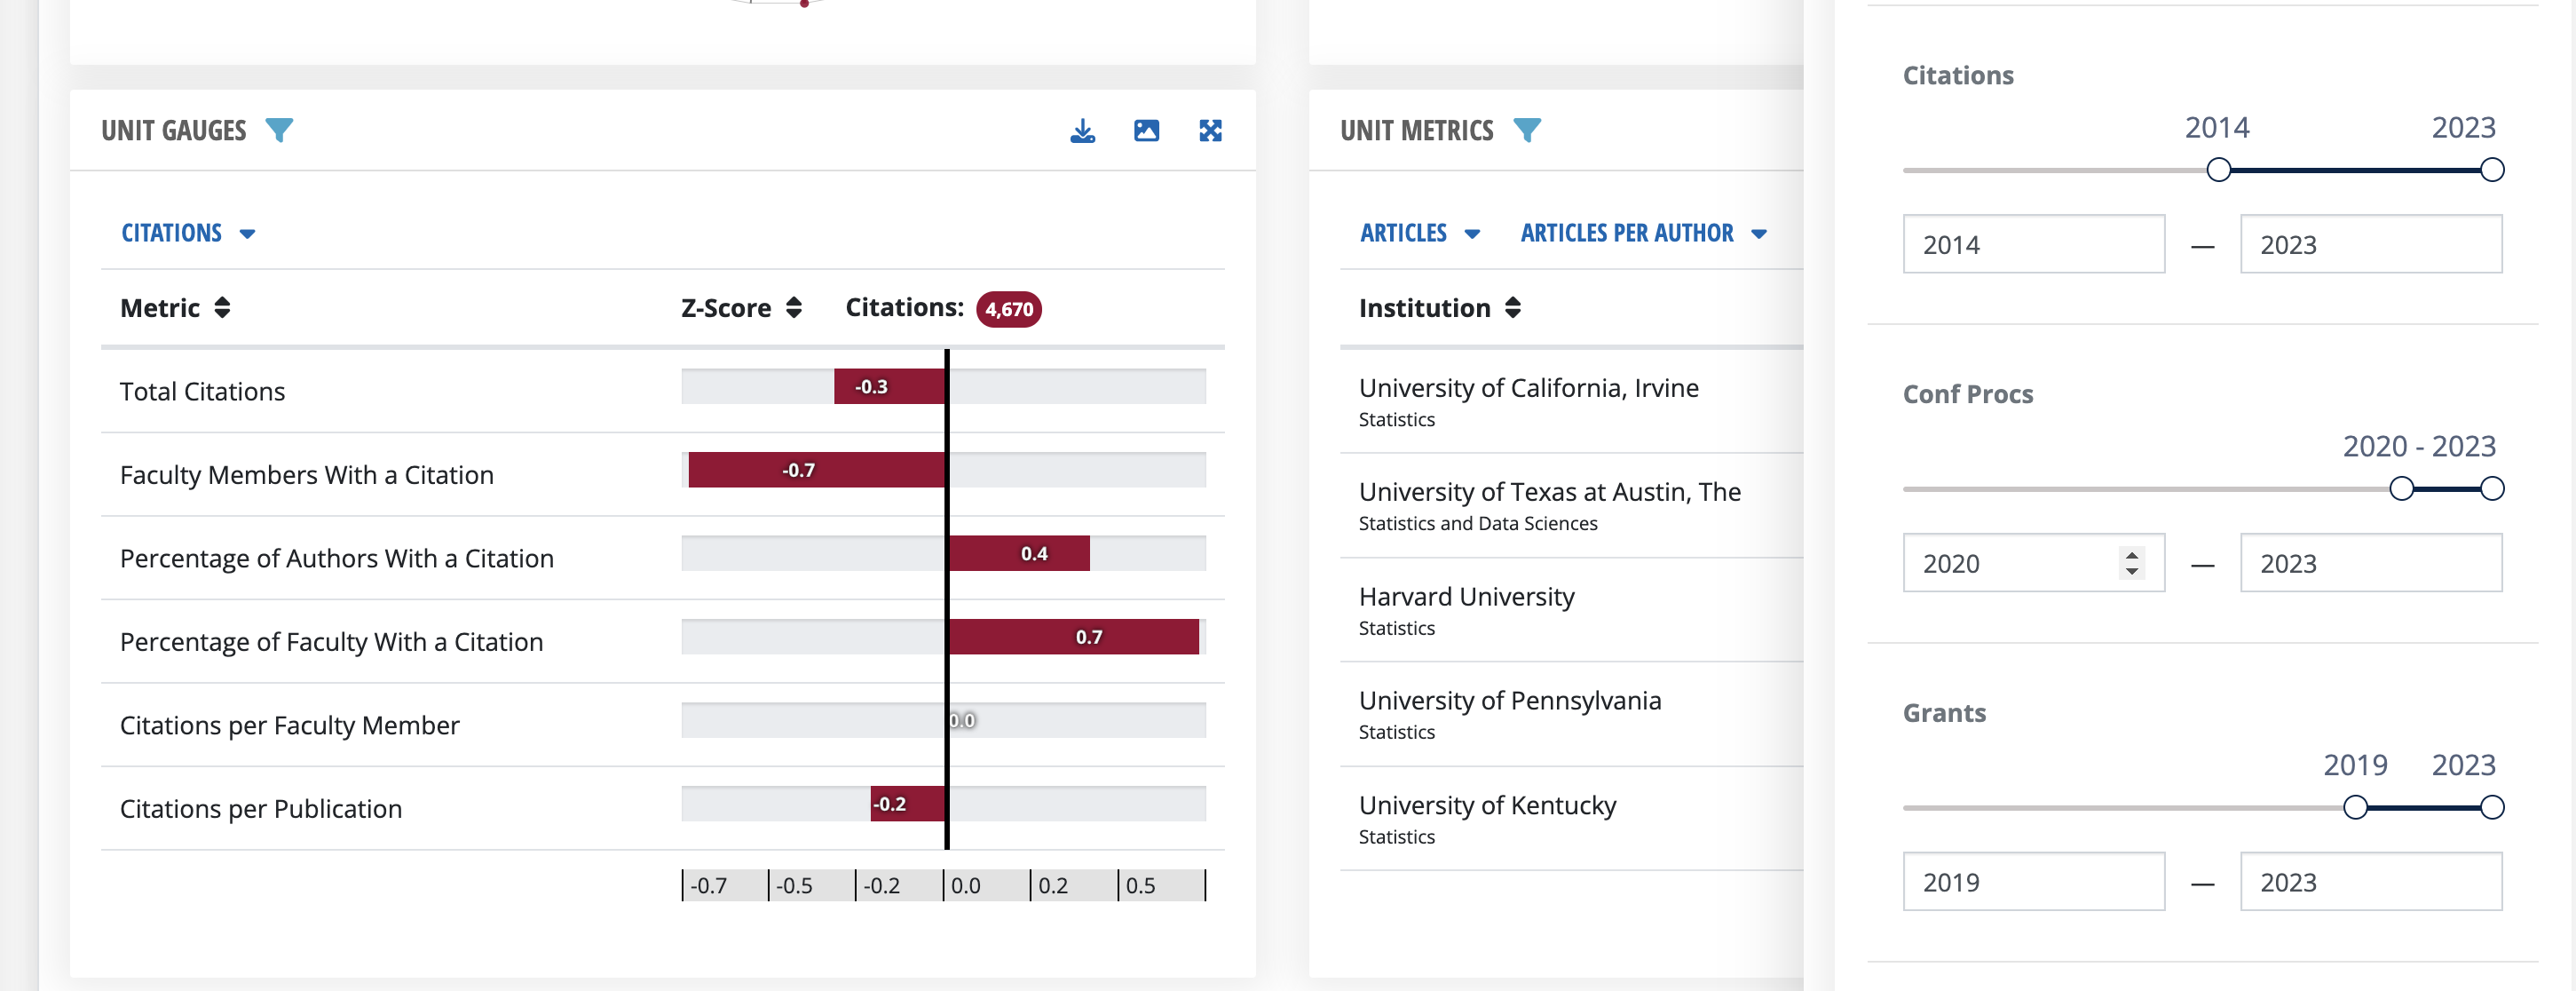 UNIT GAUGES
CITATIONS
Metric Z-Score Citations: 4,670
Total Citations -0.3
Faculty Members With a Citation -0.7
Percentage of Authors With a Citation 0.4
Percentage of Faculty With a Citation 0.7
Citations per Faculty Member 0.0
Citations per Publication -0.2
-0.7 -0.5 -0.2 0.0 0.2 0.5
UNIT METRICS
ARTICLES ARTICLES PER AUTHOR
Institution
University of California, Irvine
Statistics
University of Texas at Austin, The
Statistics and Data Sciences
Harvard University
Statistics
University of Pennsylvania
Statistics
University of Kentucky
Statistics
Citations
2014 2023
2014 — 2023
Conf Procs
2020 - 2023
2020 — 2023
Grants
2019 2023
2019 — 2023